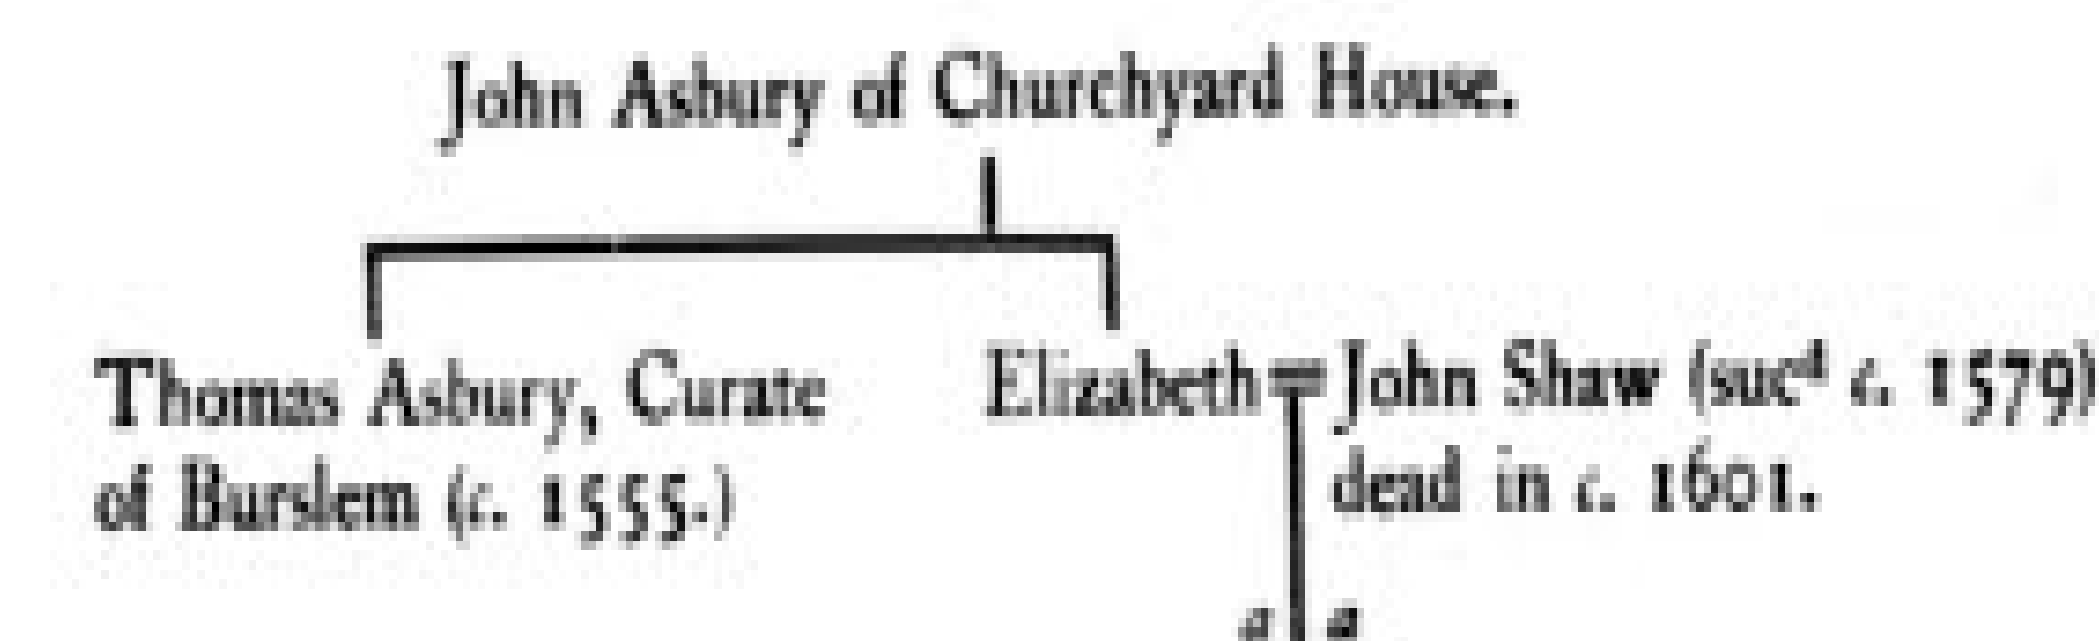 John Asbury of Churchyard House.
Thomas Asbury, Curate
of Burslem (c. 1555.)
Elizabeth=John Shaw (sucᵈ c. 1579)
dead in c. 1601.
a a